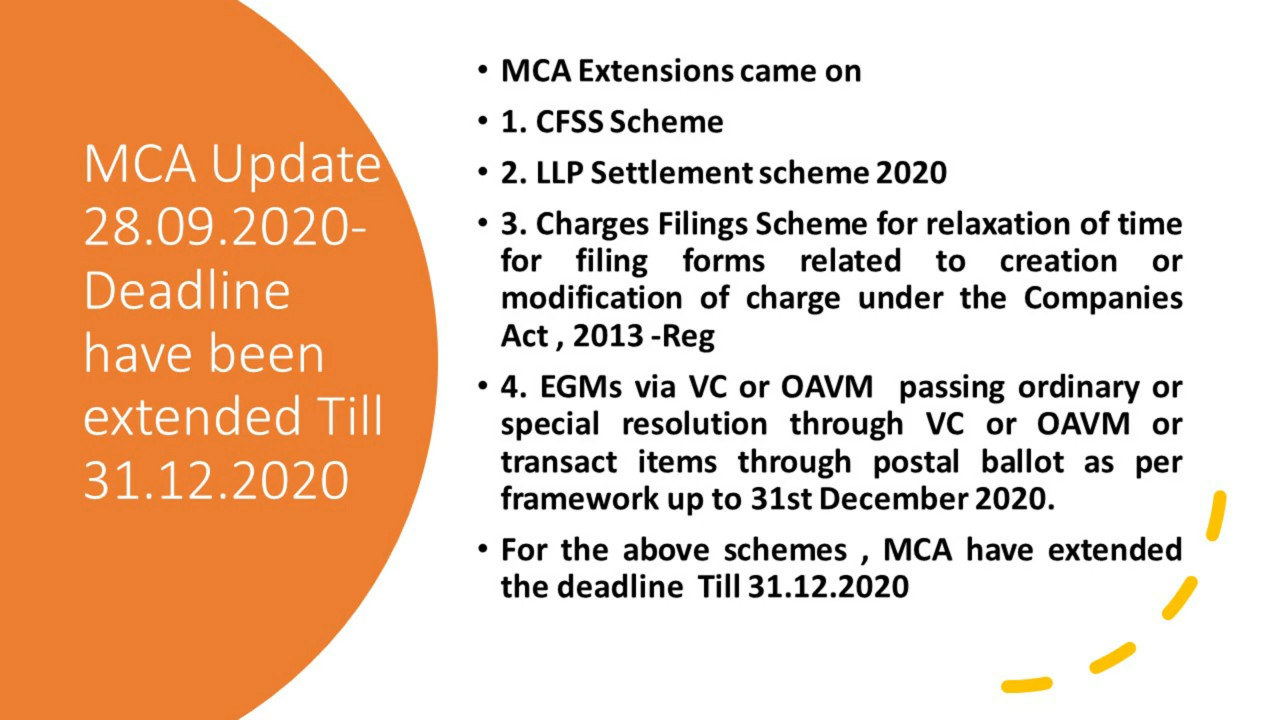 MCA Update
28.09.2020-
Deadline
have been
extended Till
31.12.2020
• MCA Extensions came on
• 1. CFSS Scheme
• 2. LLP Settlement scheme 2020
• 3. Charges Filings Scheme for relaxation of time
for filing forms related to creation or
modification of charge under the Companies
Act , 2013 -Reg
• 4. EGMs via VC or OAVM passing ordinary or
special resolution through VC or OAVM or
transact items through postal ballot as per
framework up to 31st December 2020.
• For the above schemes , MCA have extended
the deadline Till 31.12.2020